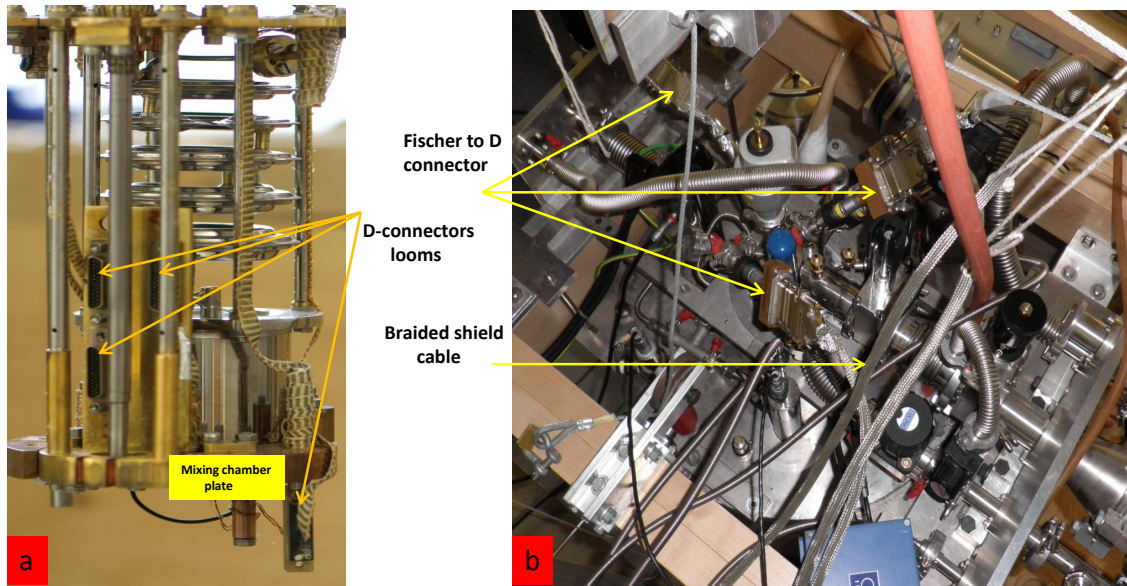 Fischer to D
connector
D-connectors
looms
Braided shield
cable
Mixing chamber
plate
a
b